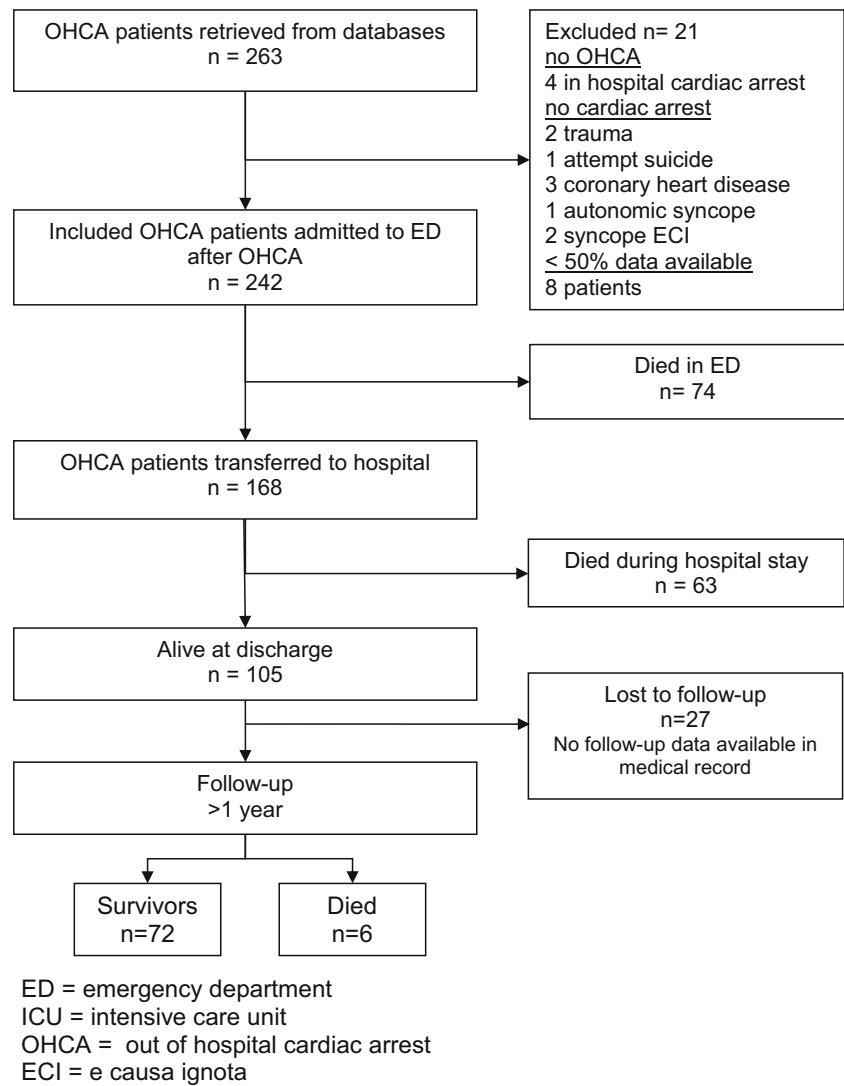 OHCA patients retrieved from databases
n = 263
Excluded n= 21
no OHCA
4 in hospital cardiac arrest
no cardiac arrest
2 trauma
1 attempt suicide
3 coronary heart disease
1 autonomic syncope
2 syncope ECI
< 50% data available
8 patients
Included OHCA patients admitted to ED
after OHCA
n = 242
Died in ED
n= 74
OHCA patients transferred to hospital
n = 168
Died during hospital stay
n = 63
Alive at discharge
n = 105
Lost to follow-up
n=27
No follow-up data available in
medical record
Follow-up
>1 year
Survivors
n=72
Died
n=6
ED = emergency department
ICU = intensive care unit
OHCA =  out of hospital cardiac arrest
ECI = e causa ignota